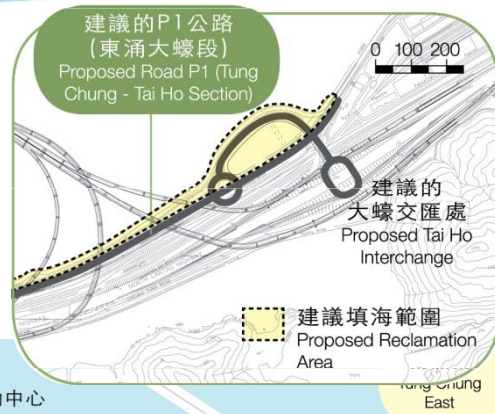 建議的P1公路
(東涌大蠔段)
Proposed Road P1 (Tung
Chung - Tai Ho Section)
0 100 200
建議的
大蠔交匯處
Proposed Tai Ho
Interchange
建議填海範圍
Proposed Reclamation
Area
Tung Chung
East
中心